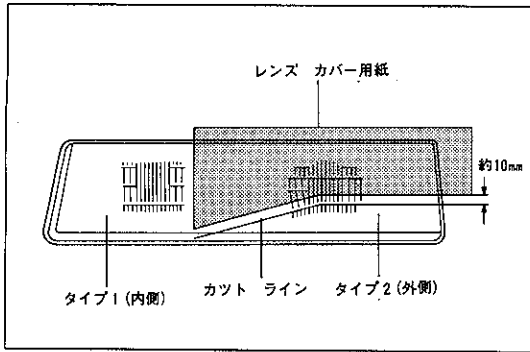 レンズ カバー用紙
約10mm
タイプ1(内側)
カツト ライン
タイプ2(外側)